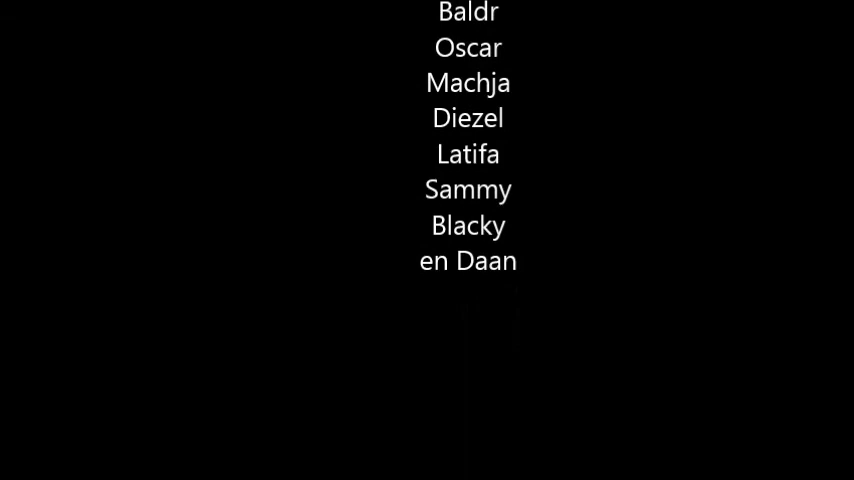 Baldr
Oscar
Machja
Diezel
Latifa
Sammy
Blacky
en Daan